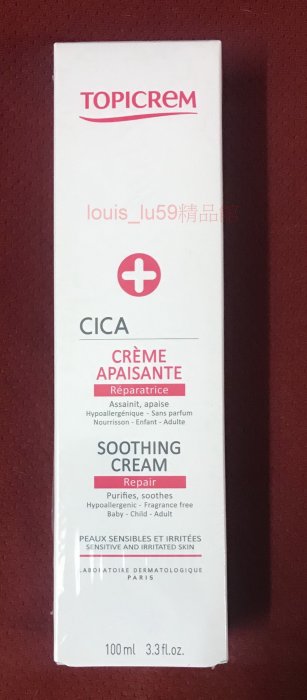 TOPICREM
louis_lu59精品館
CICA
CRÈME
APAISANTE
Réparatrice
Assainit, apaise
Hypoallergénique - Sans parfum
Nourrisson - Enfant - Adulte
SOOTHING
CREAM
Repair
Purifies, soothes
Hypoallergenic - Fragrance free
Baby - Child - Adult
PEAUX SENSIBLES ET IRRITÉES
SENSITIVE AND IRRITATED SKIN
LABORATOIRE DERMATOLOGIQUE
PARIS
100 ml 3.3 fl.oz.